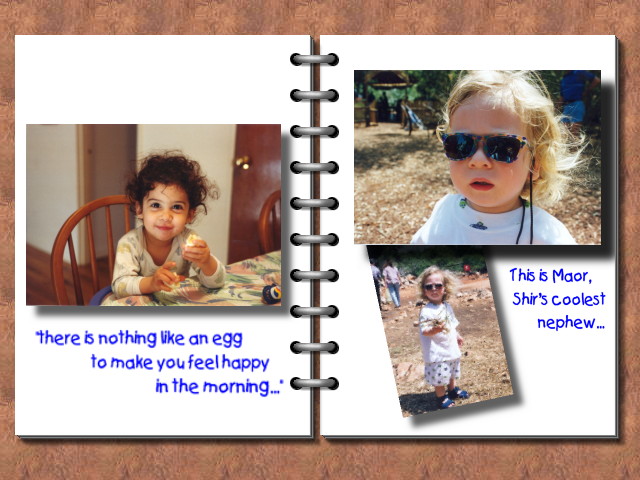 "there is nothing like an egg
to make you feel happy
in the morning..."
This is Maor,
Shir's coolest
nephew...